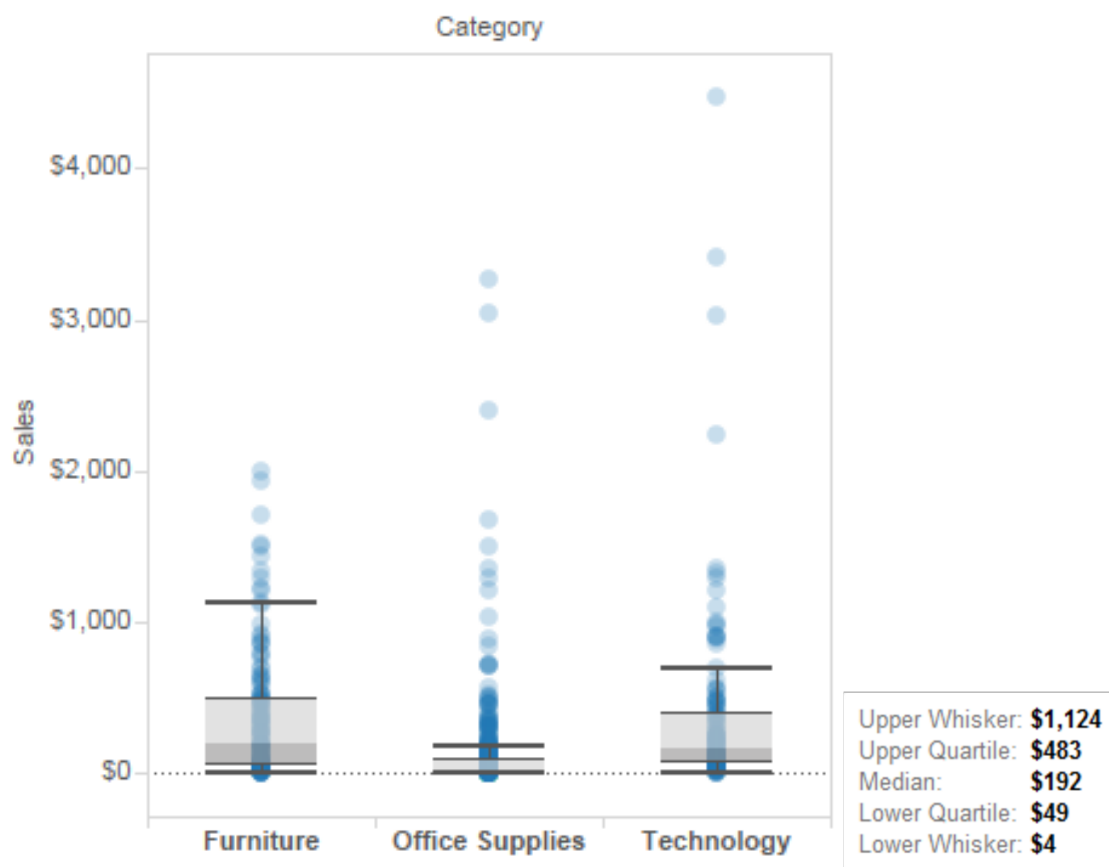 Category
$4,000
$3,000
$2,000
$1,000
$0
Sales
Furniture
Office Supplies
Technology
Upper Whisker: $1,124
Upper Quartile: $483
Median: $192
Lower Quartile: $49
Lower Whisker: $4